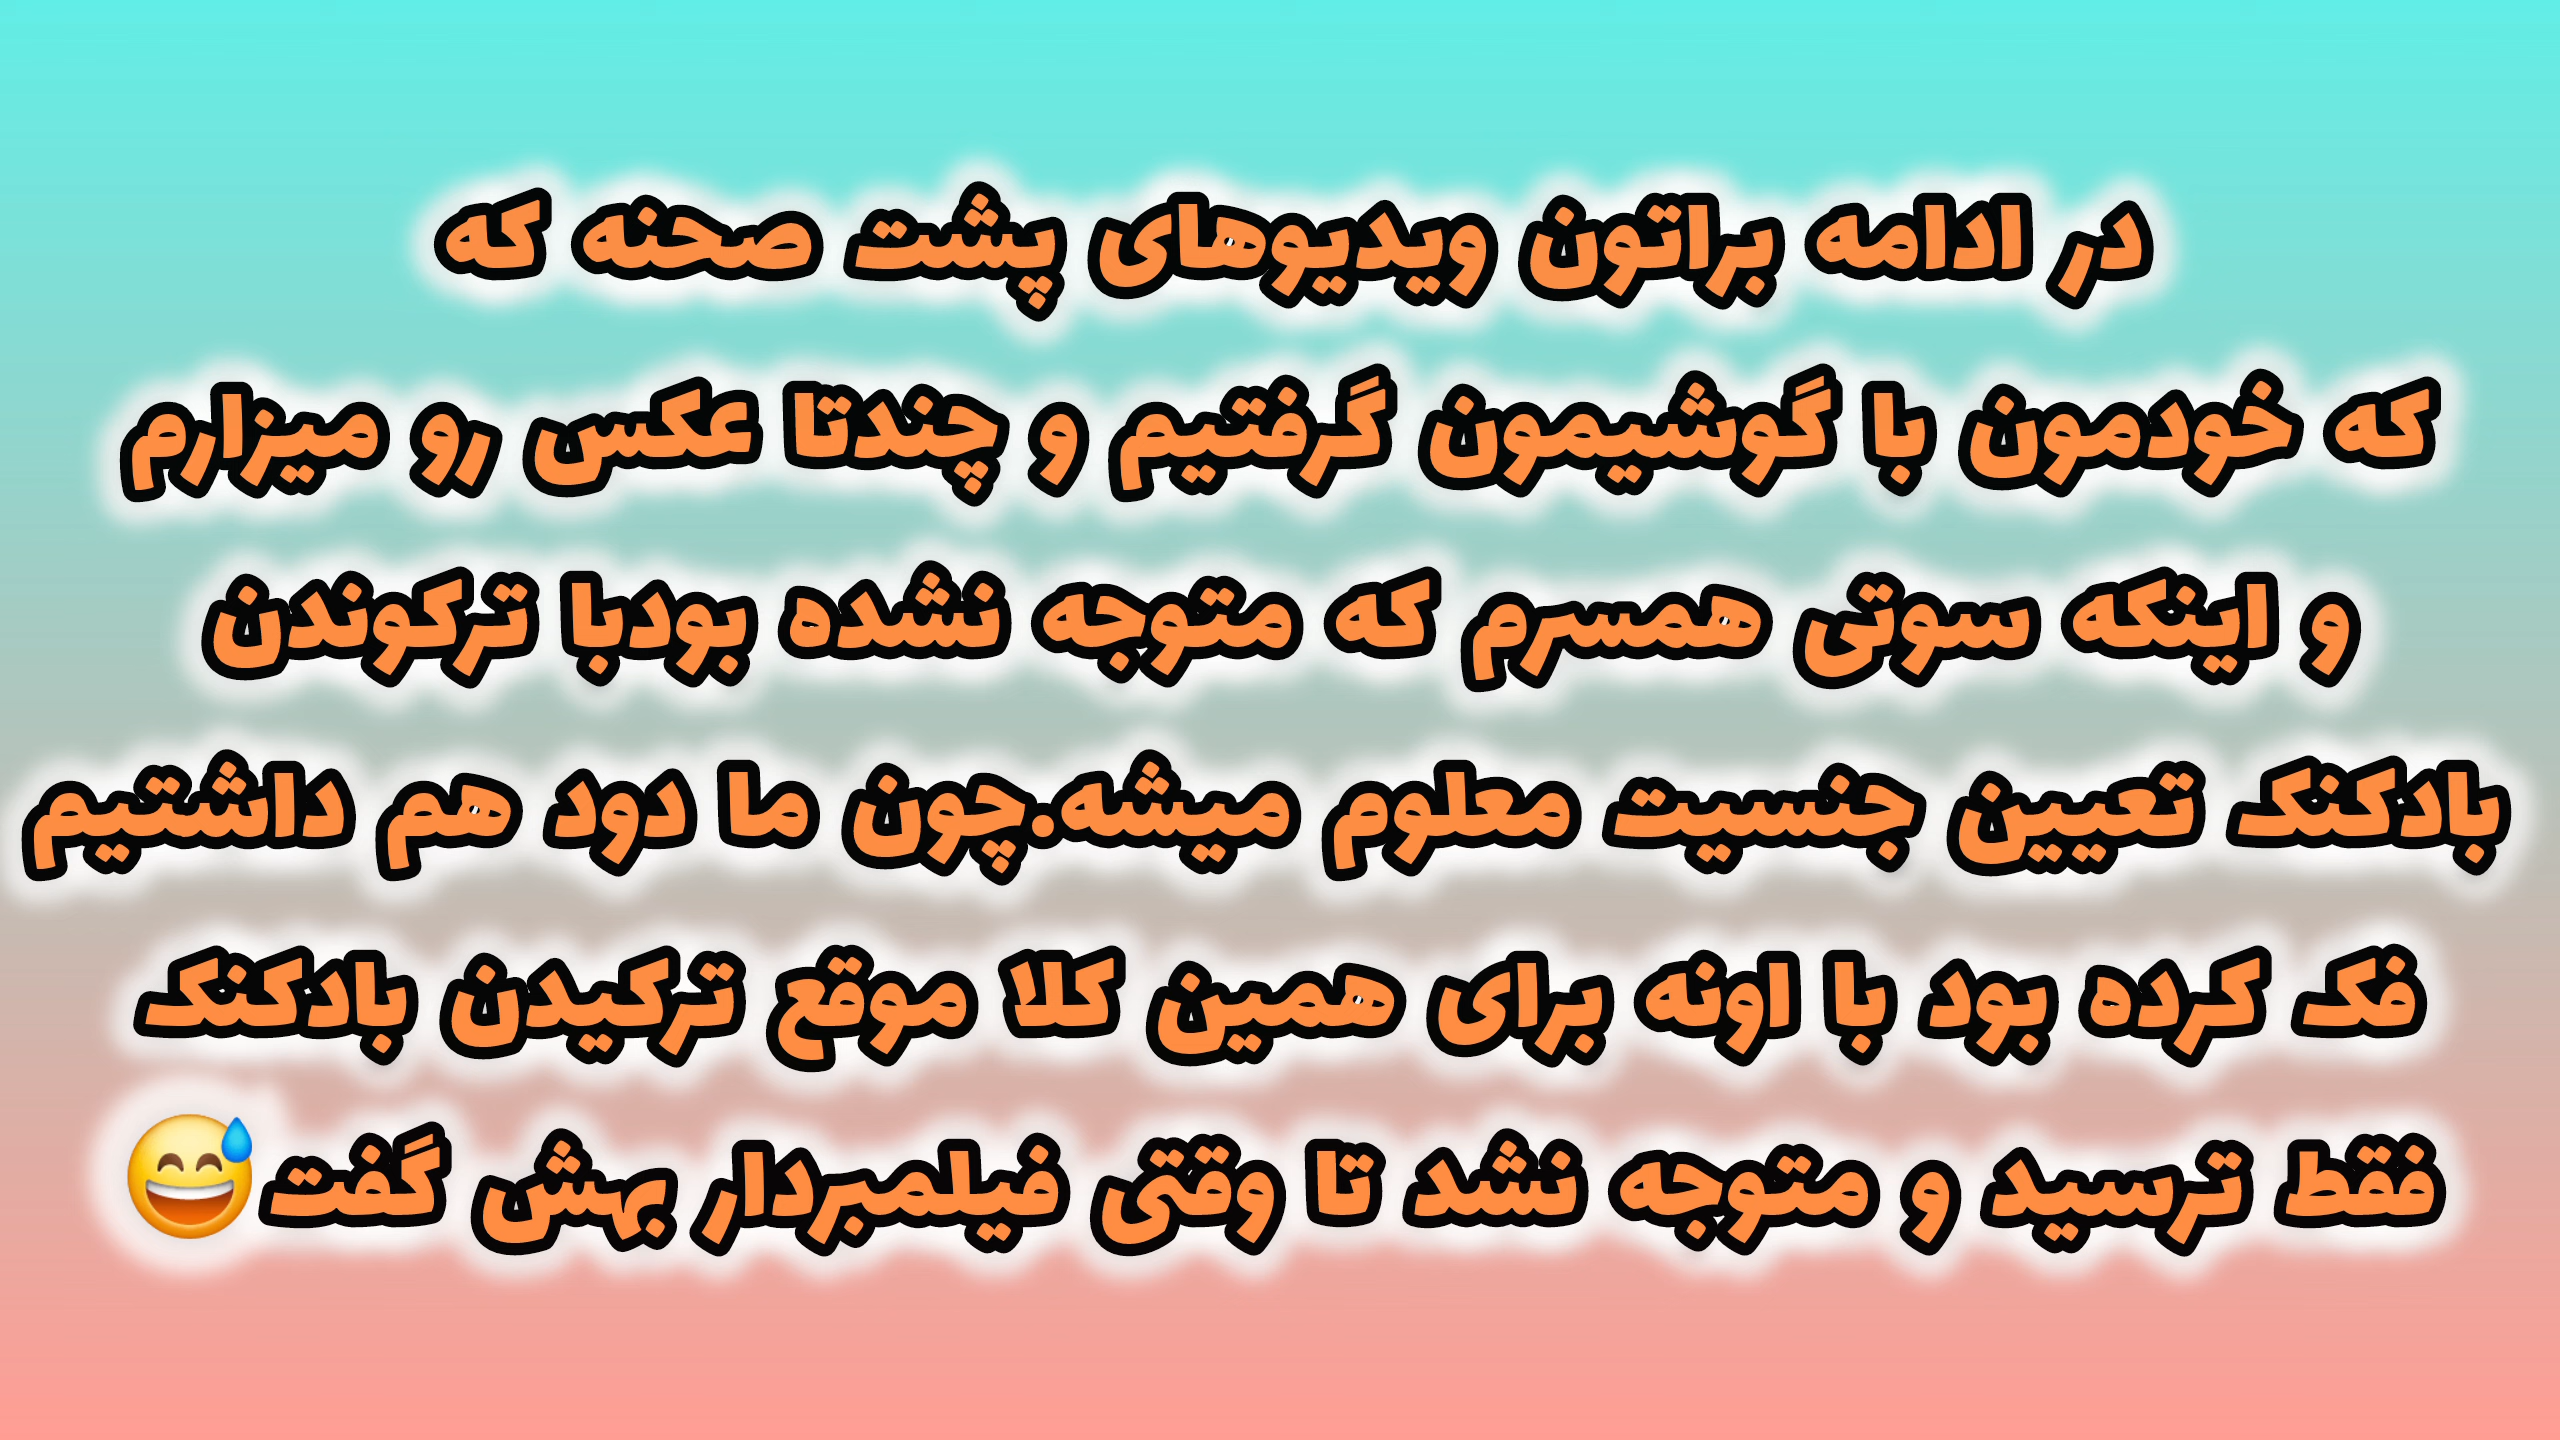 در ادامه براتون ویدیوهای پشت صحنه که
که خودمون با گوشیمون گرفتیم و چندتا عکس رو میزارم
و اینکه سوتی همسرم که متوجه نشده بودبا ترکوندن
بادکنک تعیین جنسیت معلوم میشه.چون ما دود هم داشتیم
فک کرده بود با اونه برای همین کلا موقع ترکیدن بادکنک
فقط ترسید و متوجه نشد تا وقتی فیلمبردار بهش گفت😅